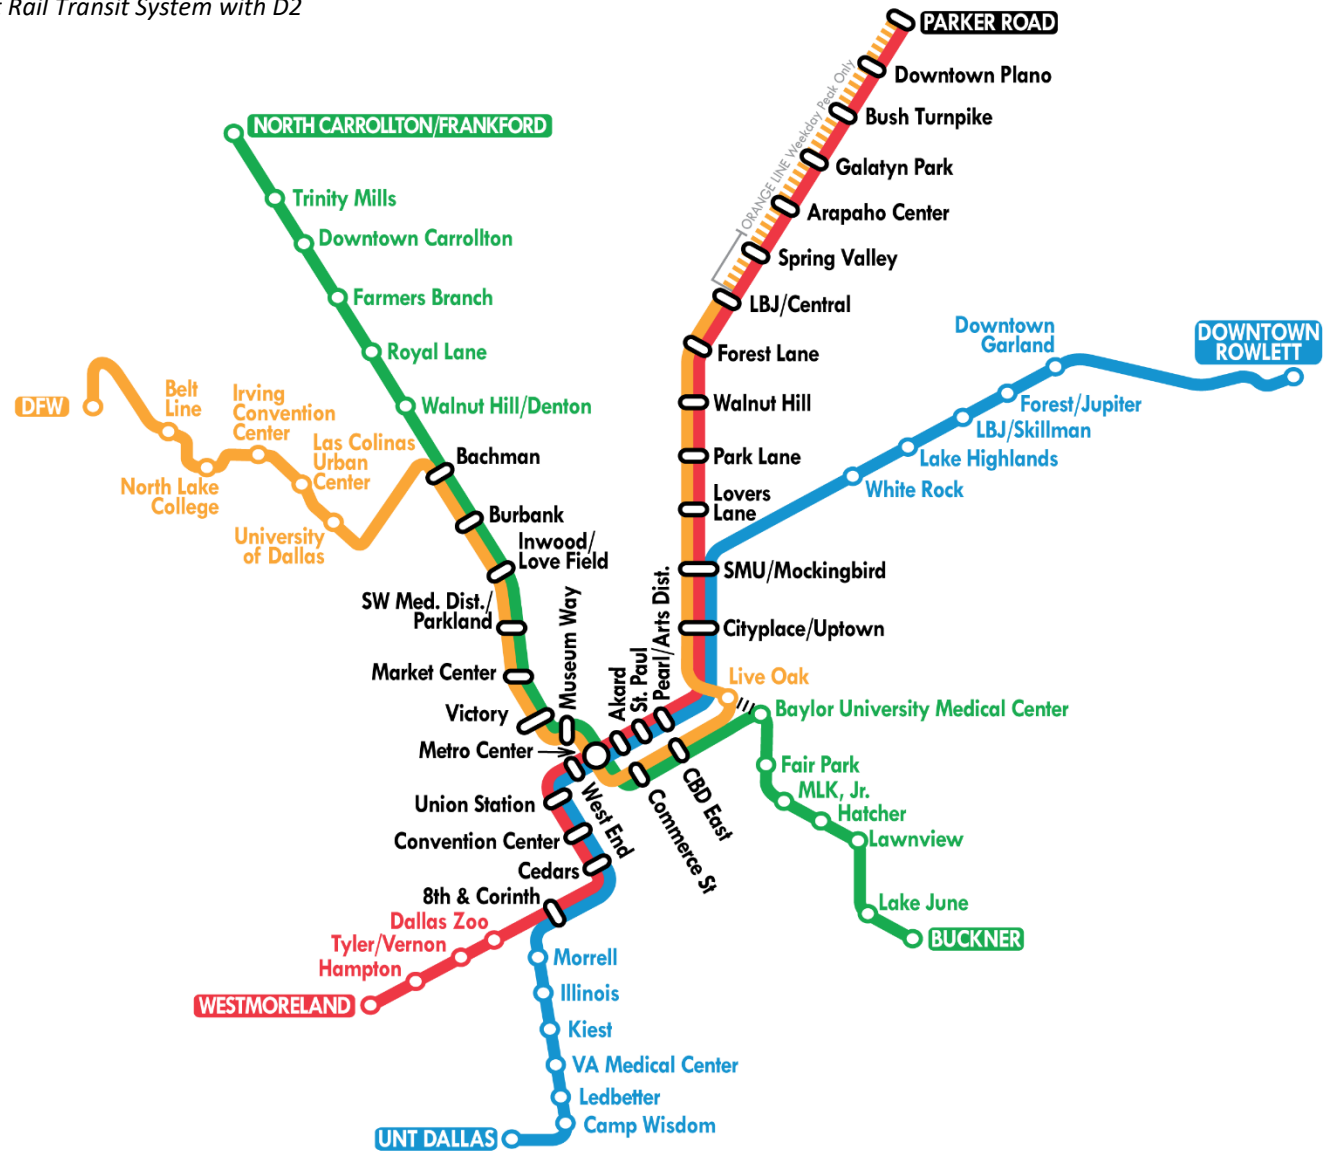 Rail Transit System with D2
PARKER ROAD
Downtown Plano
Bush Turnpike
Galatyn Park
Arapaho Center
Spring Valley
LBJ/Central
ORANGE LINE Weekday Peak Only
Forest Lane
Walnut Hill
Park Lane
Lovers
Lane
SMU/Mockingbird
Cityplace/Uptown
NORTH CARROLLTON/FRANKFORD
Trinity Mills
Downtown Carrollton
Farmers Branch
Royal Lane
Walnut Hill/Denton
Bachman
Burbank
Inwood/
Love Field
SW Med. Dist./
Parkland
Market Center
Victory
Museum Way
Metro Center
Akard
St. Paul
Pearl/Arts Dist.
DFW
Belt
Line
North Lake
College
Irving
Convention
Center
Las Colinas
Urban
Center
University
of Dallas
DOWNTOWN
ROWLETT
Downtown
Garland
Forest/Jupiter
LBJ/Skillman
Lake Highlands
White Rock
Live Oak
Baylor University Medical Center
Fair Park
MLK, Jr.
Hatcher
Lawnview
Lake June
BUCKNER
CBD East
Commerce St
West End
Union Station
Convention Center
Cedars
8th & Corinth
Dallas Zoo
Tyler/Vernon
Hampton
WESTMORELAND
Morrell
Illinois
Kiest
VA Medical Center
Ledbetter
Camp Wisdom
UNT DALLAS